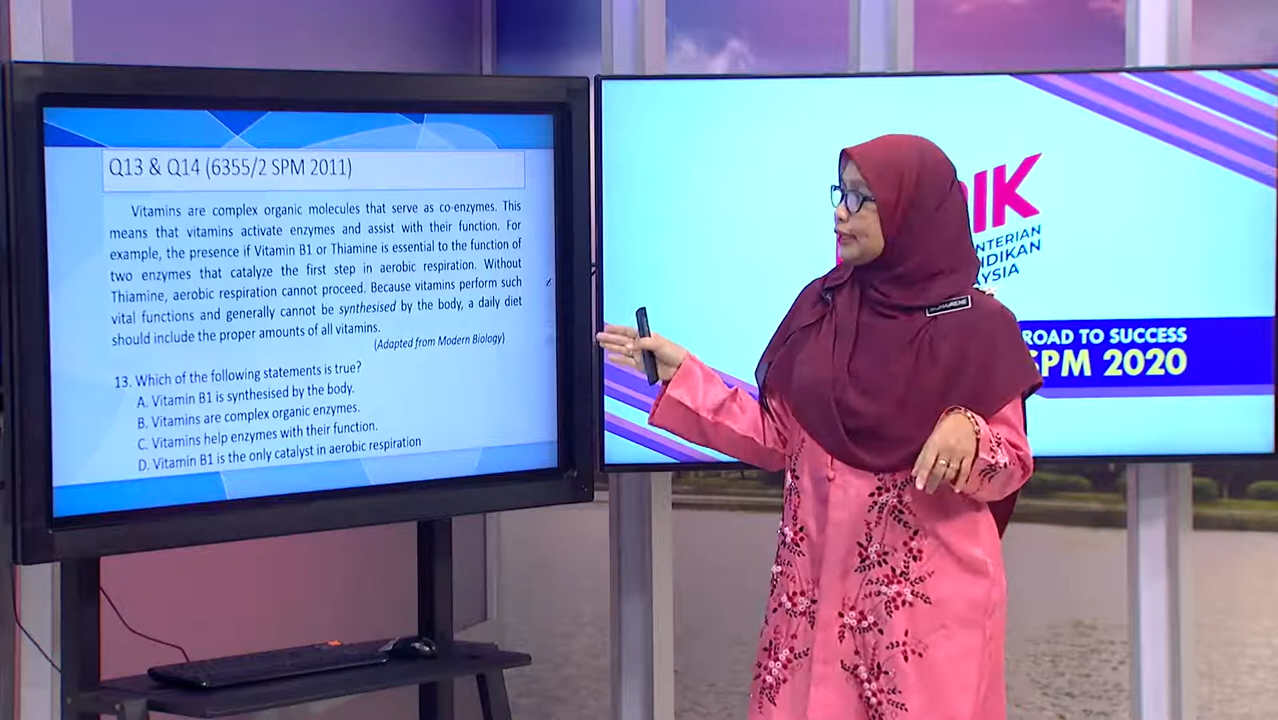 Q13 & Q14 (6355/2 SPM 2011)
Vitamins are complex organic molecules that serve as co-enzymes. This
means that vitamins activate enzymes and assist with their function. For
example, the presence if Vitamin B1 or Thiamine is essential to the function of
two enzymes that catalyze the first step in aerobic respiration. Without
Thiamine, aerobic respiration cannot proceed. Because vitamins perform such
vital functions and generally cannot be synthesised by the body, a daily diet
should include the proper amounts of all vitamins.
(Adapted from Modern Biology)
13. Which of the following statements is true?
A. Vitamin B1 is synthesised by the body.
B. Vitamins are complex organic enzymes.
C. Vitamins help enzymes with their function.
D. Vitamin B1 is the only catalyst in aerobic respiration
IK
NTERIAN
IDIKAN
AYSIA
ROAD TO SUCCESS
SPM 2020